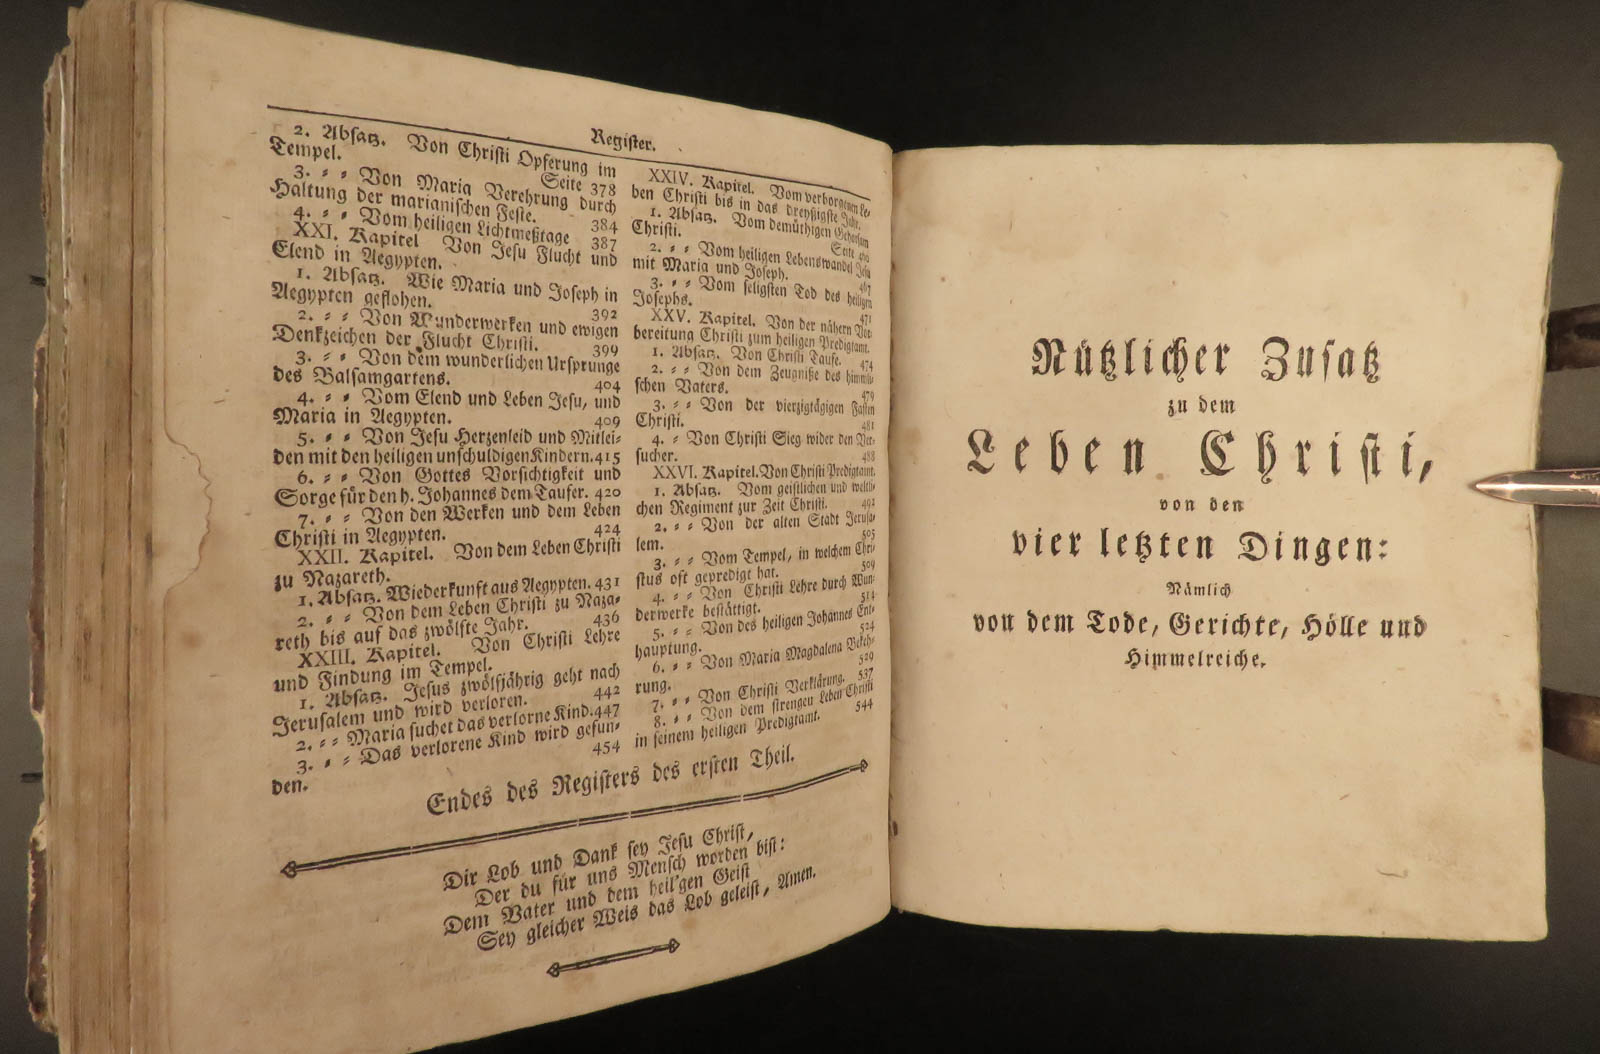 Register.
2. Absatz. Von Christi Opferung im
Tempel. Seite 378
3. = = Von Maria Verehrung durch
Haltung der marianischen Feste. 384
4. = = Vom heiligen Lichtmeßtage 387
XXI. Kapitel Von Jesu Flucht und
Elend in Aegypten.
1. Absatz. Wie Maria und Joseph in
Aegypten geflohen. 392
2. = = Von Wunderwerken und ewigen
Denkzeichen der Flucht Christi. 399
3. = = Von dem wunderlichen Ursprunge
des Balsamgartens. 404
4. = = Vom Elend und Leben Jesu, und
Maria in Aegypten. 409
5. = = Von Jesu Herzenleid und Mitlei-
den mit den heiligen unschuldigen Kindern. 415
6. = = Von Gottes Vorsichtigkeit und
Sorge für den h. Johannes dem Taufer. 420
7. = = Von den Werken und dem Leben
Christi in Aegypten. 424
XXII. Kapitel. Von dem Leben Christi
zu Nazareth.
1. Absatz. Wiederkunft aus Aegypten. 431
2. = = Von dem Leben Christi zu Naza-
reth bis auf das zwölfte Jahr. 436
XXIII. Kapitel. Von Christi Lehre
und Findung im Tempel.
1. Absatz. Jesus zwölfjährig geht nach
Jerusalem und wird verloren. 442
2. = = Maria suchet das verlorne Kind. 447
3. = = Das verlorene Kind wird gefun-
den. 454
XXIV. Kapitel. Vom verborgenen Le-
ben Christi bis in das dreyßigste Jahr.
1. Absatz. Vom demüthigen Gehorsam
Christi. Seite
2. = = Vom heiligen Lebenswandel Jesu
mit Maria und Joseph. 467
3. = = Vom seligsten Tod des heiligen
Josephs. 471
XXV. Kapitel. Von der nähern Vor-
bereitung Christi zum heiligen Predigtamt.
1. Absatz. Von Christi Taufe. 474
2. = = Von dem Zeugniße des himmli-
schen Vaters. 479
3. = = Von der vierzigtägigen Fasten
Christi. 481
4. = Von Christi Sieg wider den Ver-
sucher. 488
XXVI. Kapitel. Von Christi Predigtamt.
1. Absatz. Vom geistlichen und weltli-
chen Regiment zur Zeit Christi. 492
2. = = Von der alten Stadt Jerusa-
lem. 505
3. = = Vom Tempel, in welchem Chri-
stus oft gepredigt hat. 509
4. = = Von Christi Lehre durch Wun-
derwerke bestättigt. 514
5. = = Von des heiligen Johannes Ent-
hauptung. 524
6. = = Von Maria Magdalena Bekeh-
rung. 529
7. = = Von Christi Verklärung. 537
8. = = Von dem strengen Leben Christi
in seinem heiligen Predigtamt. 544
Endes des Registers des ersten Theil.
Dir Lob und Dank sey Jesu Christ,
Der du für uns Mensch worden bist:
Dem Vater und dem heil'gen Geist
Sey gleicher Weis das Lob geleist, Amen.
Nützlicher Zusatz
zu dem
Leben Christi,
von den
vier letzten Dingen:
Nämlich
von dem Tode, Gerichte, Hölle und
Himmelreiche.